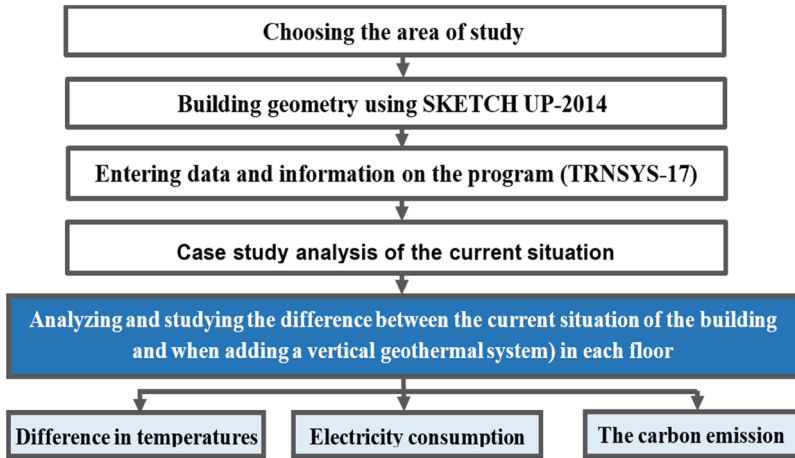 Choosing the area of study
Building geometry using SKETCH UP-2014
Entering data and information on the program (TRNSYS-17)
Case study analysis of the current situation
Analyzing and studying the difference between the current situation of the building
and when adding a vertical geothermal system) in each floor
Difference in temperatures
Electricity consumption
The carbon emission